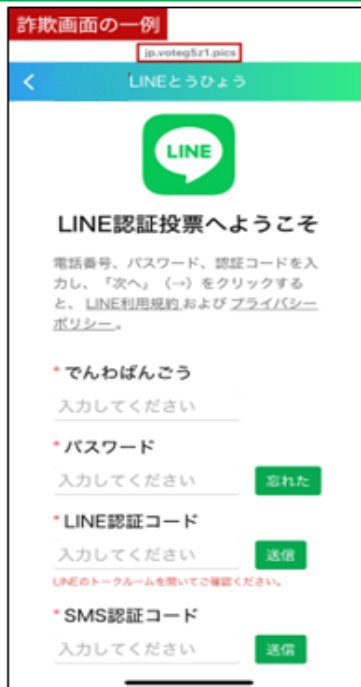 詐欺画面の一例
jp.voteg5z1.pics
LINEとうひょう
LINE
LINE認証投票へようこそ
電話番号、パスワード、認証コードを入
力し、「次へ」（→）をクリックする
と、LINE利用規約 および プライバシー
ポリシー 。
* でんわばんごう
入力してください
* パスワード
入力してください
忘れた
* LINE認証コード
入力してください
送信
LINEのトークルームを開いてご確認ください。
* SMS認証コード
入力してください
送信